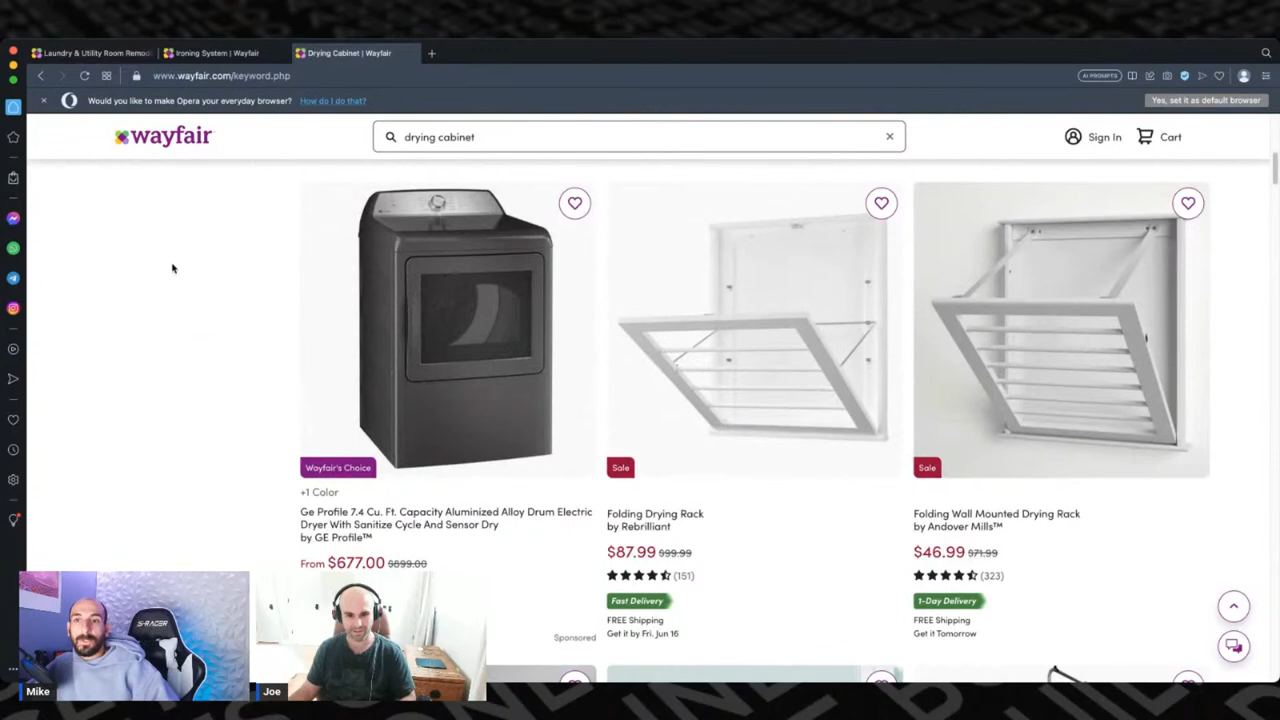 Laundry & Utility Room Remod
Ironing System | Wayfair
Drying Cabinet | Wayfair
www.wayfair.com/keyword.php
AI PROMPTS
Would you like to make Opera your everyday browser? How do I do that?
Yes, set it as default browser
wayfair
drying cabinet
Sign In
Cart
Wayfair's Choice
Sale
Sale
+1 Color
Ge Profile 7.4 Cu. Ft. Capacity Aluminized Alloy Drum Electric
Dryer With Sanitize Cycle And Sensor Dry
by GE Profile™
From $677.00 $899.00
Folding Drying Rack
by Rebrilliant
$87.99 $99.99
(151)
Fast Delivery
FREE Shipping
Get it by Fri. Jun 16
Folding Wall Mounted Drying Rack
by Andover Mills™
$46.99 $71.99
(323)
1-Day Delivery
FREE Shipping
Get it Tomorrow
Sponsored
S-RACER
Mike
Joe